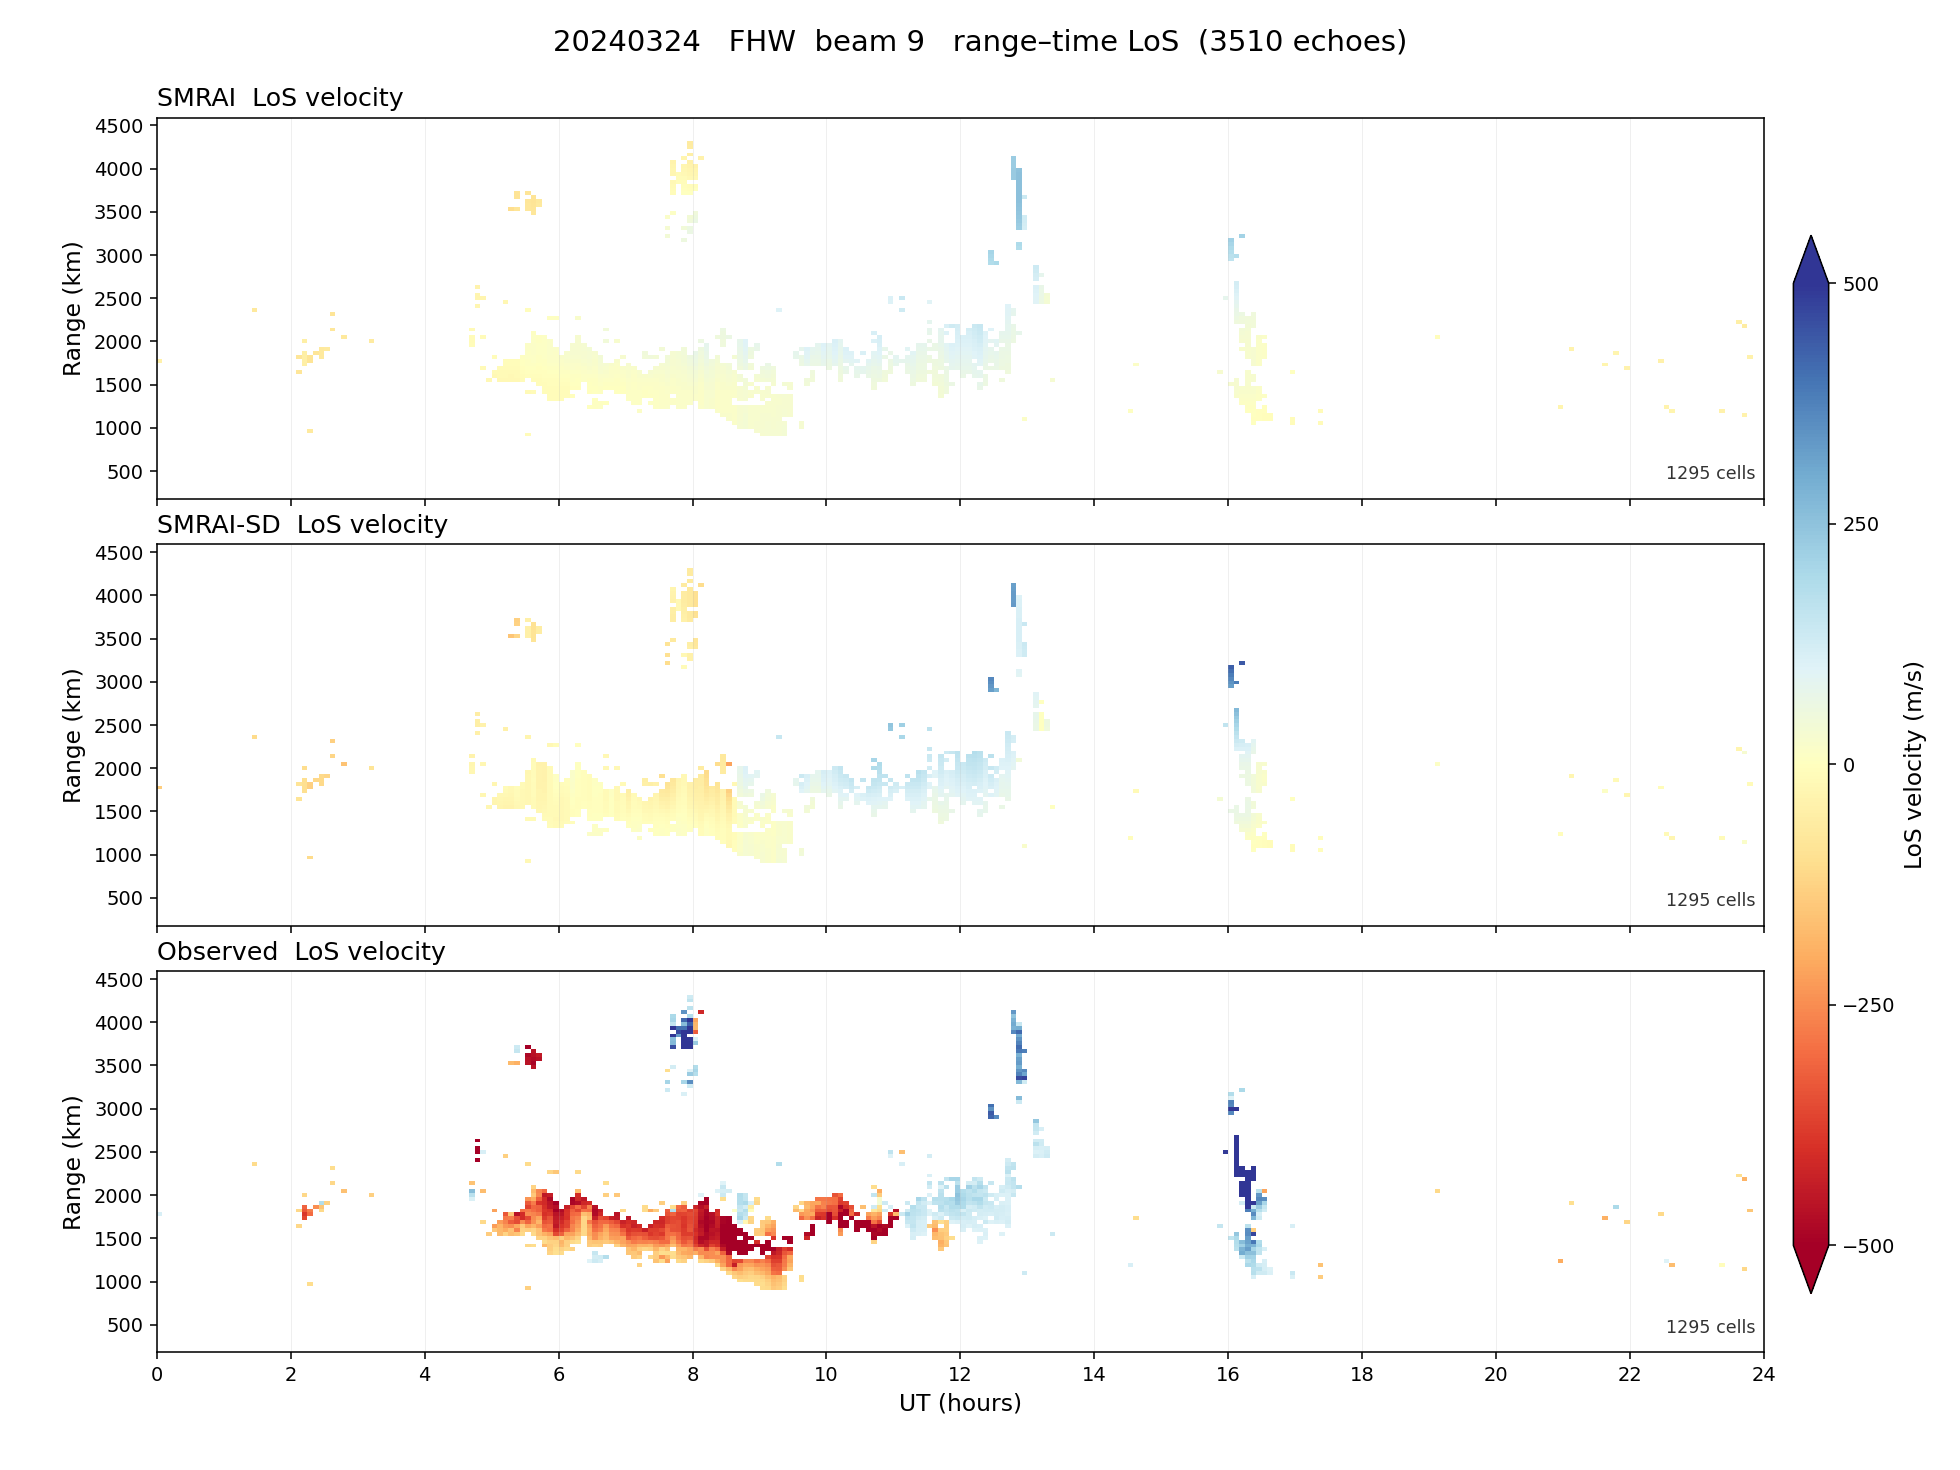 20240324 FHW beam 9 range–time LoS (3510 echoes)
SMRAI LoS velocity
4500
4000
3500
3000
2500
2000
1500
1000
500
Range (km)
1295 cells
SMRAI-SD LoS velocity
4500
4000
3500
3000
2500
2000
1500
1000
500
Range (km)
1295 cells
Observed LoS velocity
4500
4000
3500
3000
2500
2000
1500
1000
500
Range (km)
1295 cells
0 2 4 6 8 10 12 14 16 18 20 22 24
UT (hours)
500
250
0
−250
−500
LoS velocity (m/s)